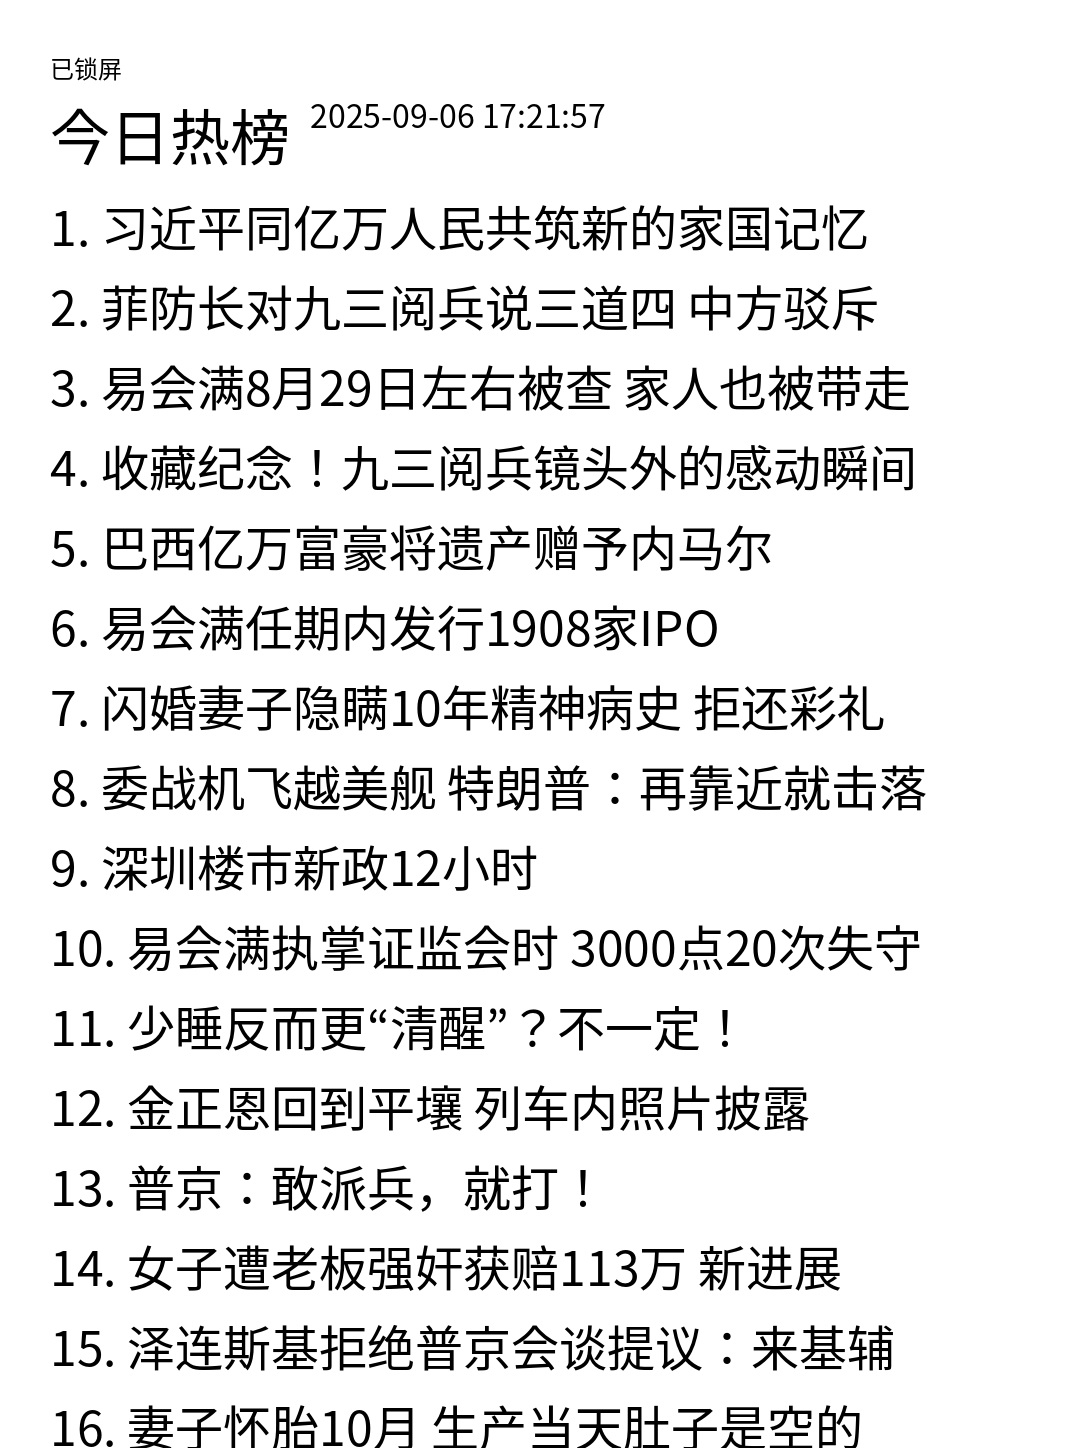 已锁屏
今日热榜 2025-09-06 17:21:57
1. 习近平同亿万人民共筑新的家国记忆
2. 菲防长对九三阅兵说三道四 中方驳斥
3. 易会满8月29日左右被查 家人也被带走
4. 收藏纪念！九三阅兵镜头外的感动瞬间
5. 巴西亿万富豪将遗产赠予内马尔
6. 易会满任期内发行1908家IPO
7. 闪婚妻子隐瞒10年精神病史 拒还彩礼
8. 委战机飞越美舰 特朗普：再靠近就击落
9. 深圳楼市新政12小时
10. 易会满执掌证监会时 3000点20次失守
11. 少睡反而更“清醒”？不一定！
12. 金正恩回到平壤 列车内照片披露
13. 普京：敢派兵，就打！
14. 女子遭老板强奸获赔113万 新进展
15. 泽连斯基拒绝普京会谈提议：来基辅
16. 妻子怀胎10月 生产当天肚子是空的